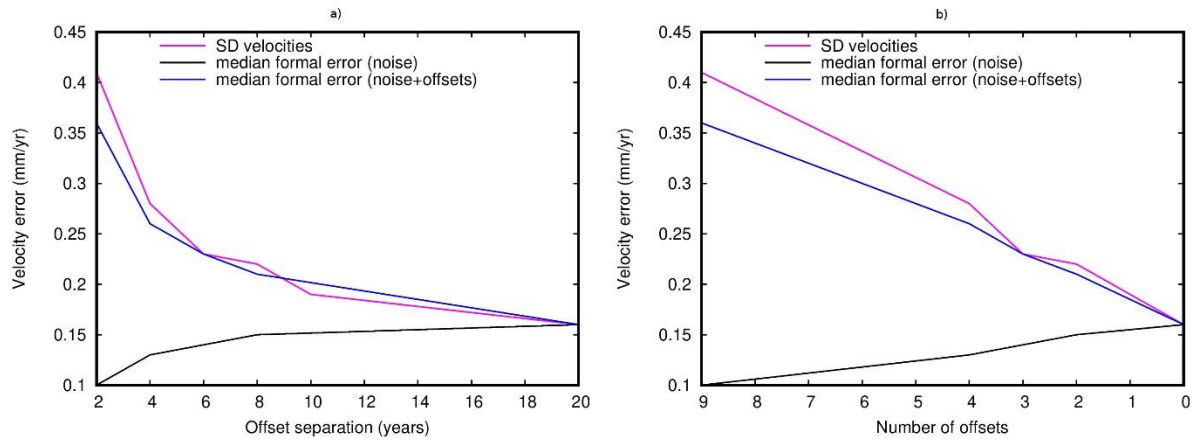 a)
0.45
0.4
0.35
0.3
0.25
0.2
0.15
0.1
Velocity error (mm/yr)
SD velocities
median formal error (noise)
median formal error (noise+offsets)
2 4 6 8 10 12 14 16 18 20
Offset separation (years)
b)
0.45
0.4
0.35
0.3
0.25
0.2
0.15
0.1
Velocity error (mm/yr)
SD velocities
median formal error (noise)
median formal error (noise+offsets)
9 8 7 6 5 4 3 2 1 0
Number of offsets